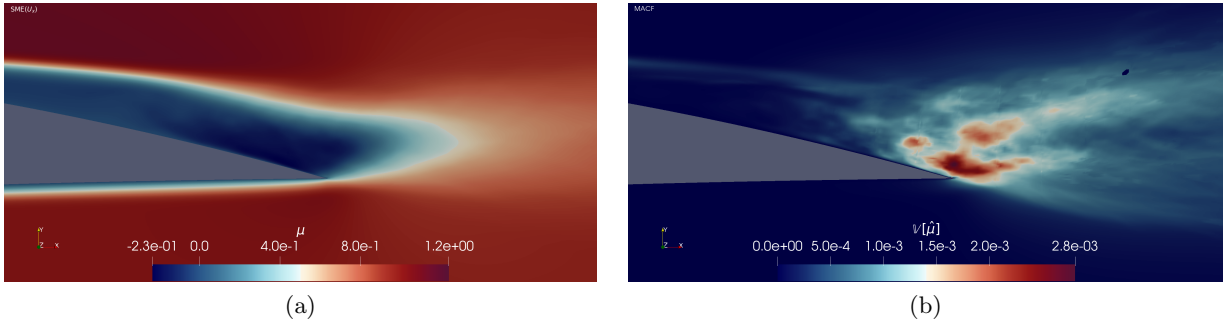 SME(Uₓ)
μ
-2.3e-01 0.0 4.0e-1 8.0e-1 1.2e+00
Y
Z X
(a)
MACF
𝕍[μ̂]
0.0e+00 5.0e-4 1.0e-3 1.5e-3 2.0e-3 2.8e-03
Y
Z X
(b)